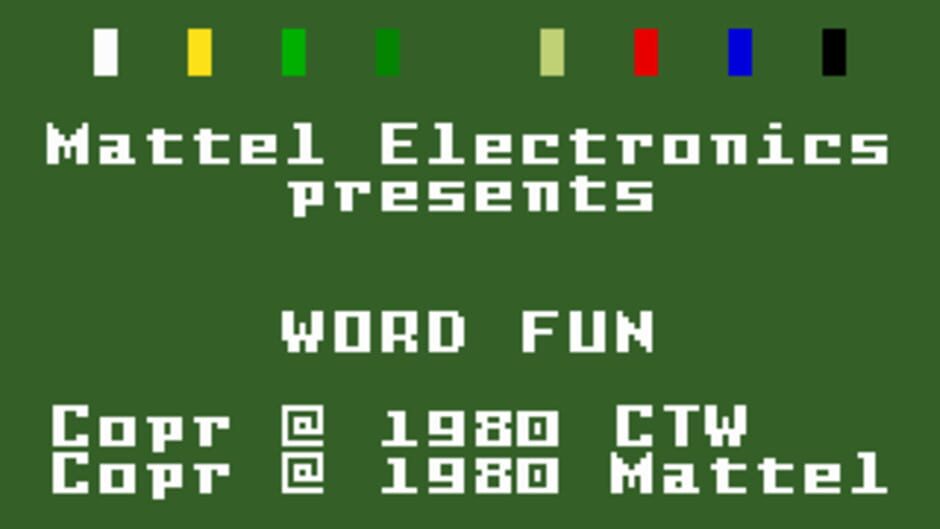 Mattel Electronics
presents
WORD FUN
Copr @ 1980 CTW
Copr @ 1980 Mattel